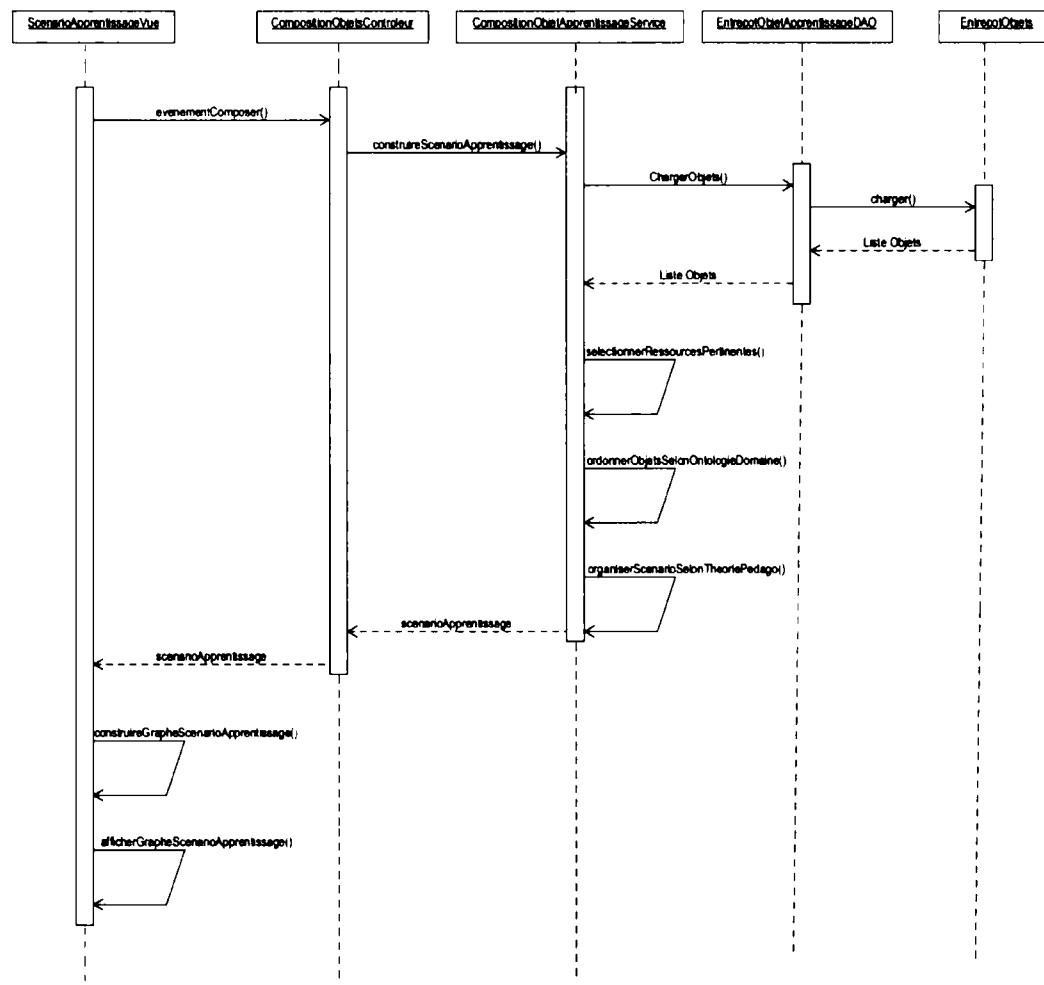 ScenarioApprentissageVue
CompositionObjetsControleur
CompositionObjetApprentissageService
EntrepotObjetApprentissageDAO
EntrepotObjets
evenementComposer()
construireScenarioApprentissage()
ChargerObjets()
charger()
Liste Objets
Liste Objets
selectionnerRessourcesPertinentes()
ordonnerObjetsSelonOntologieDomaine()
organiserScenarioSelonTheoriePedago()
scenarioApprentissage
scenarioApprentissage
construireGrapheScenarioApprentissage()
afficherGrapheScenarioApprentissage()